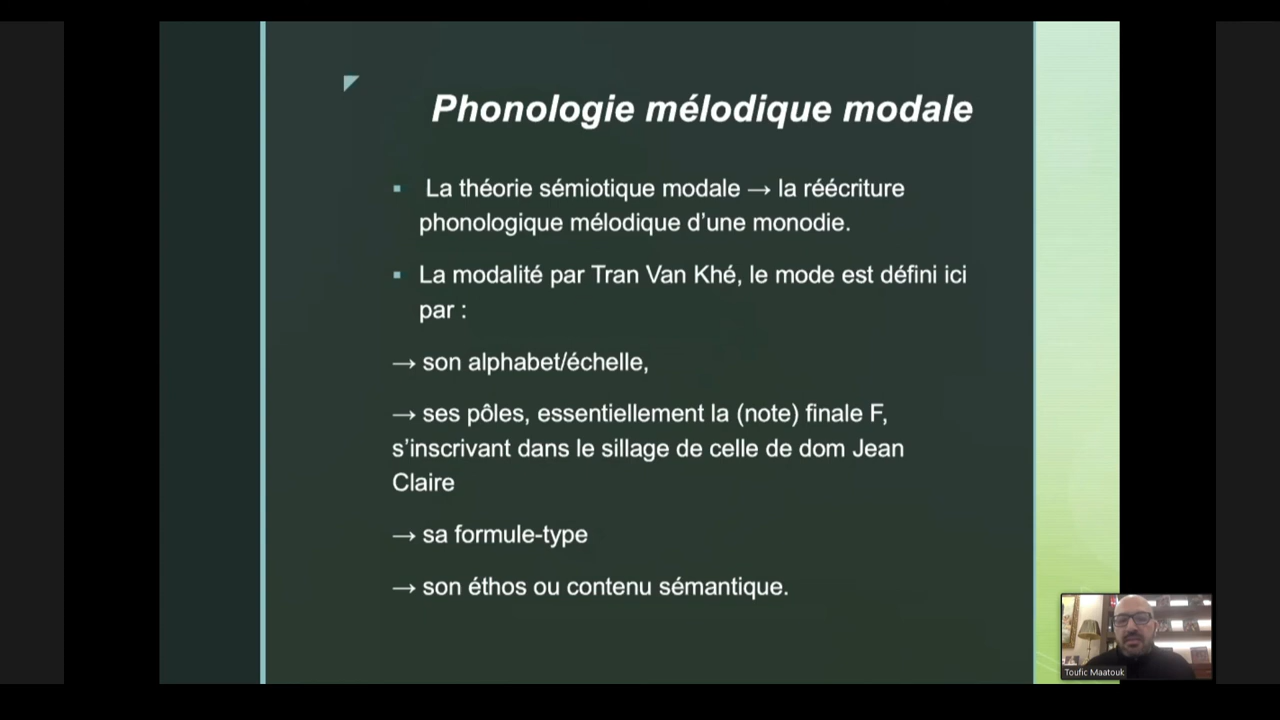 Phonologie mélodique modale
▪ La théorie sémiotique modale → la réécriture
phonologique mélodique d’une monodie.
▪ La modalité par Tran Van Khé, le mode est défini ici
par :
→ son alphabet/échelle,
→ ses pôles, essentiellement la (note) finale F,
s’inscrivant dans le sillage de celle de dom Jean
Claire
→ sa formule-type
→ son éthos ou contenu sémantique.
Toufic Maatouk